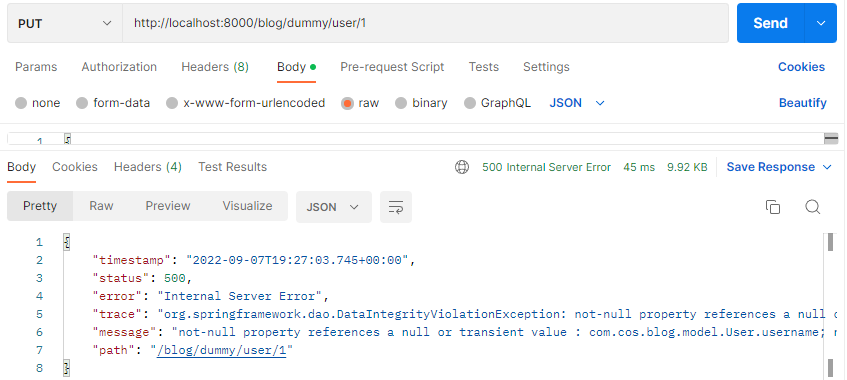 PUT http://localhost:8000/blog/dummy/user/1 Send
Params Authorization Headers (8) Body Pre-request Script Tests Settings Cookies
none form-data x-www-form-urlencoded raw binary GraphQL JSON Beautify
1 {
Body Cookies Headers (4) Test Results 500 Internal Server Error 45 ms 9.92 KB Save Response
Pretty Raw Preview Visualize JSON
1 {
2 "timestamp": "2022-09-07T19:27:03.745+00:00",
3 "status": 500,
4 "error": "Internal Server Error",
5 "trace": "org.springframework.dao.DataIntegrityViolationException: not-null property references a null
6 "message": "not-null property references a null or transient value : com.cos.blog.model.User.username;
7 "path": "/blog/dummy/user/1"
8 }